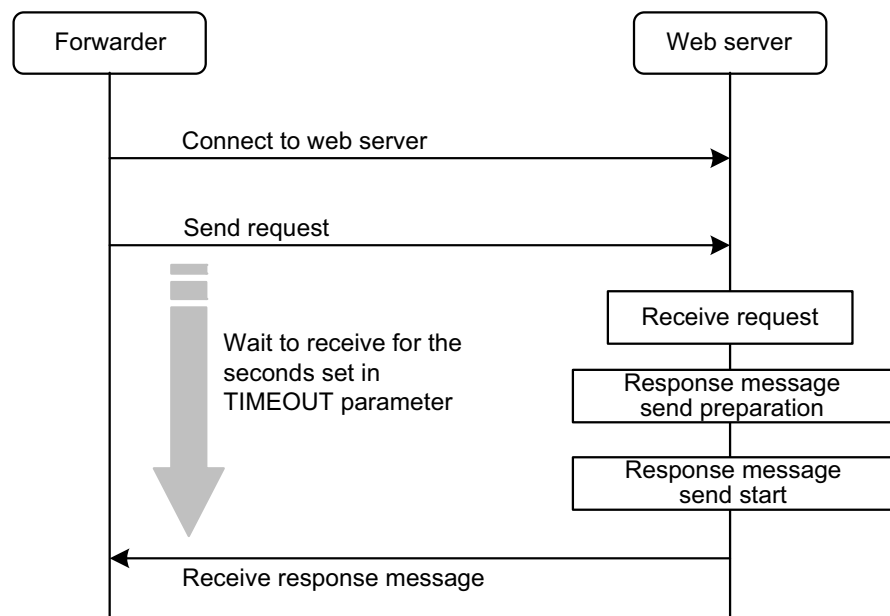 Forwarder
Web server
Connect to web server
Send request
Receive request
Wait to receive for the
seconds set in
TIMEOUT parameter
Response message
send preparation
Response message
send start
Receive response message